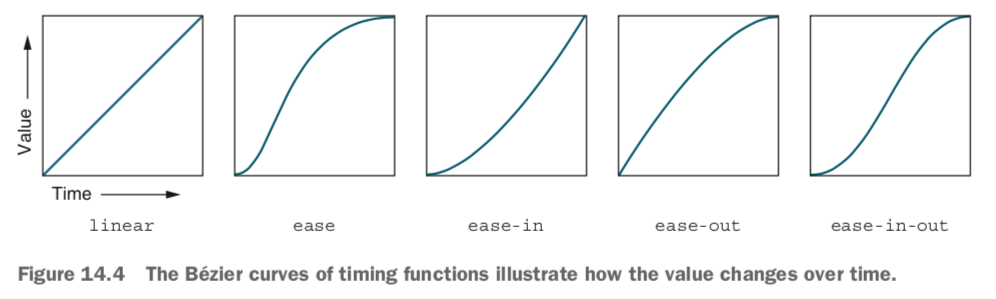 Value
Time
linear
ease
ease-in
ease-out
ease-in-out
Figure 14.4 The Bézier curves of timing functions illustrate how the value changes over time.